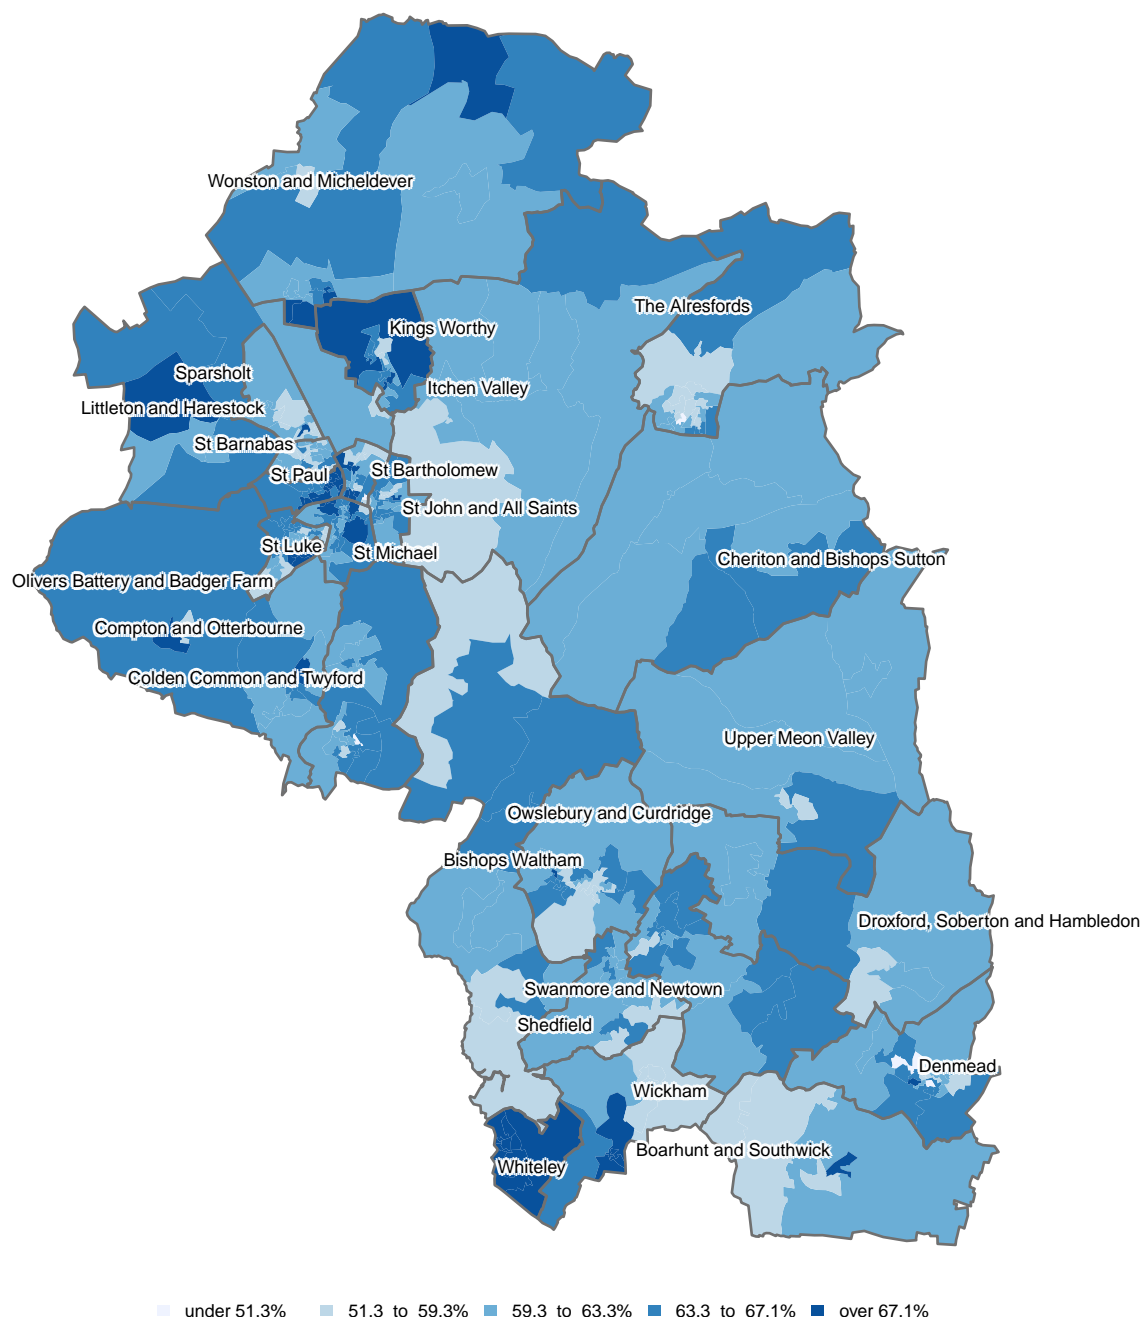 Wonston and Micheldever
The Alresfords
Kings Worthy
Sparsholt
Itchen Valley
Littleton and Harestock
St Barnabas
St Paul
St Bartholomew
St John and All Saints
St Luke
St Michael
Cheriton and Bishops Sutton
Olivers Battery and Badger Farm
Compton and Otterbourne
Colden Common and Twyford
Upper Meon Valley
Owslebury and Curdridge
Bishops Waltham
Droxford, Soberton and Hambledon
Swanmore and Newtown
Shedfield
Denmead
Wickham
Boarhunt and Southwick
Whiteley
under 51.3% 51.3 to 59.3% 59.3 to 63.3% 63.3 to 67.1% over 67.1%